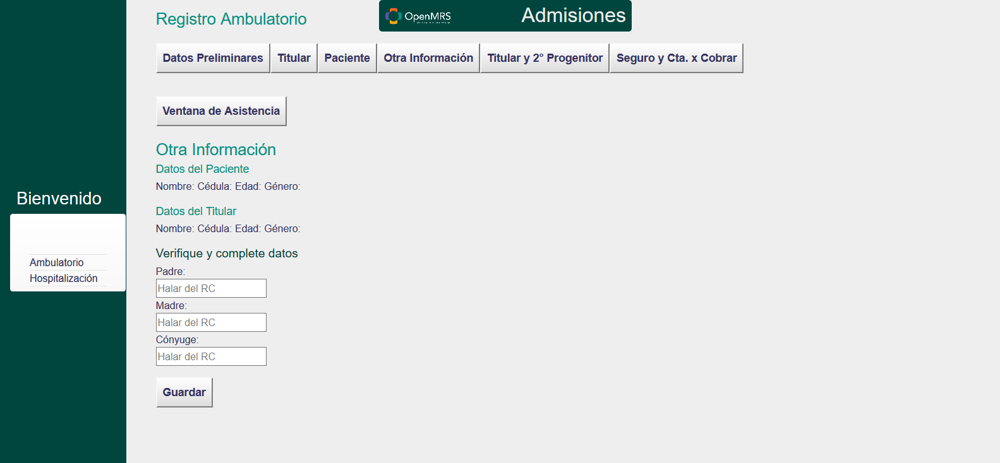 Registro Ambulatorio
OpenMRS
Admisiones
Datos Preliminares
Titular
Paciente
Otra Información
Titular y 2° Progenitor
Seguro y Cta. x Cobrar
Ventana de Asistencia
Otra Información
Datos del Paciente
Nombre: Cédula: Edad: Género:
Datos del Titular
Nombre: Cédula: Edad: Género:
Verifique y complete datos
Padre:
Halar del RC
Madre:
Halar del RC
Cónyuge:
Halar del RC
Guardar
Bienvenido
Ambulatorio
Hospitalización